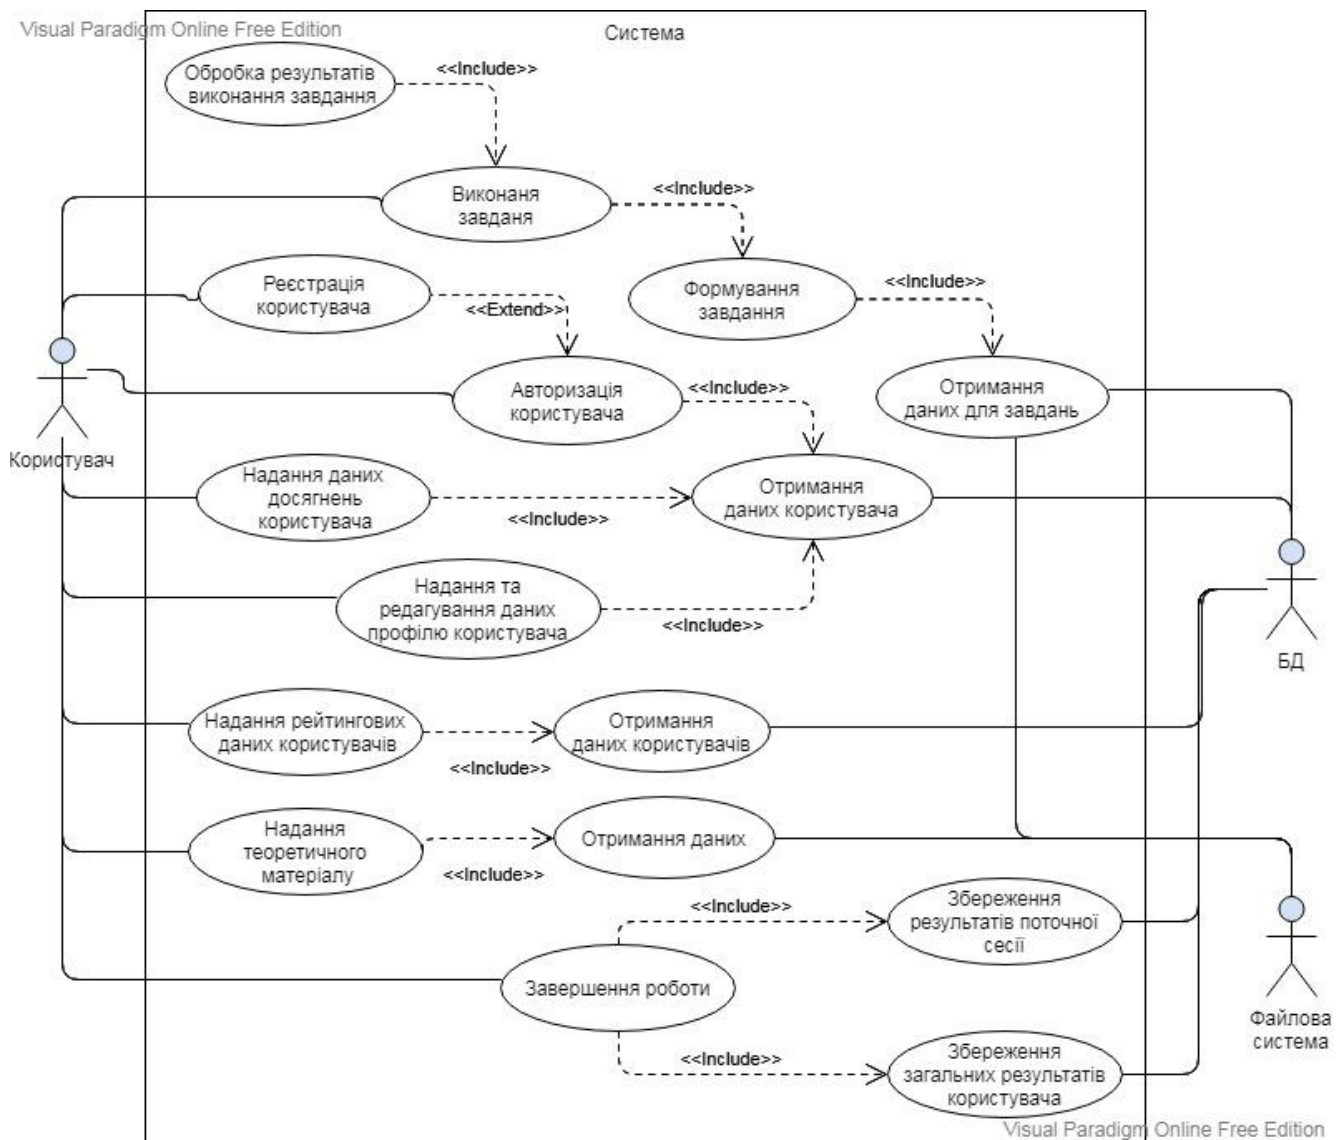 Visual Paradigm Online Free Edition
Система
Обробка результатів
виконання завдання
<<Include>>
Виконаня
завданя
<<Include>>
Реєстрація
користувача
<<Extend>>
Формування
завдання
<<Include>>
Авторизація
користувача
<<Include>>
Отримання
даних для завдань
Користувач
Надання даних
досягнень
користувача
<<Include>>
Отримання
даних користувача
Надання та
редагування даних
профілю користувача
<<Include>>
БД
Надання рейтингових
даних користувачів
<<Include>>
Отримання
даних користувачів
Надання
теоретичного
матеріалу
<<Include>>
Отримання даних
<<Include>>
Збереження
результатів поточної
сесії
Завершення роботи
Файлова
система
<<Include>>
Збереження
загальних результатів
користувача
Visual Paradigm Online Free Edition